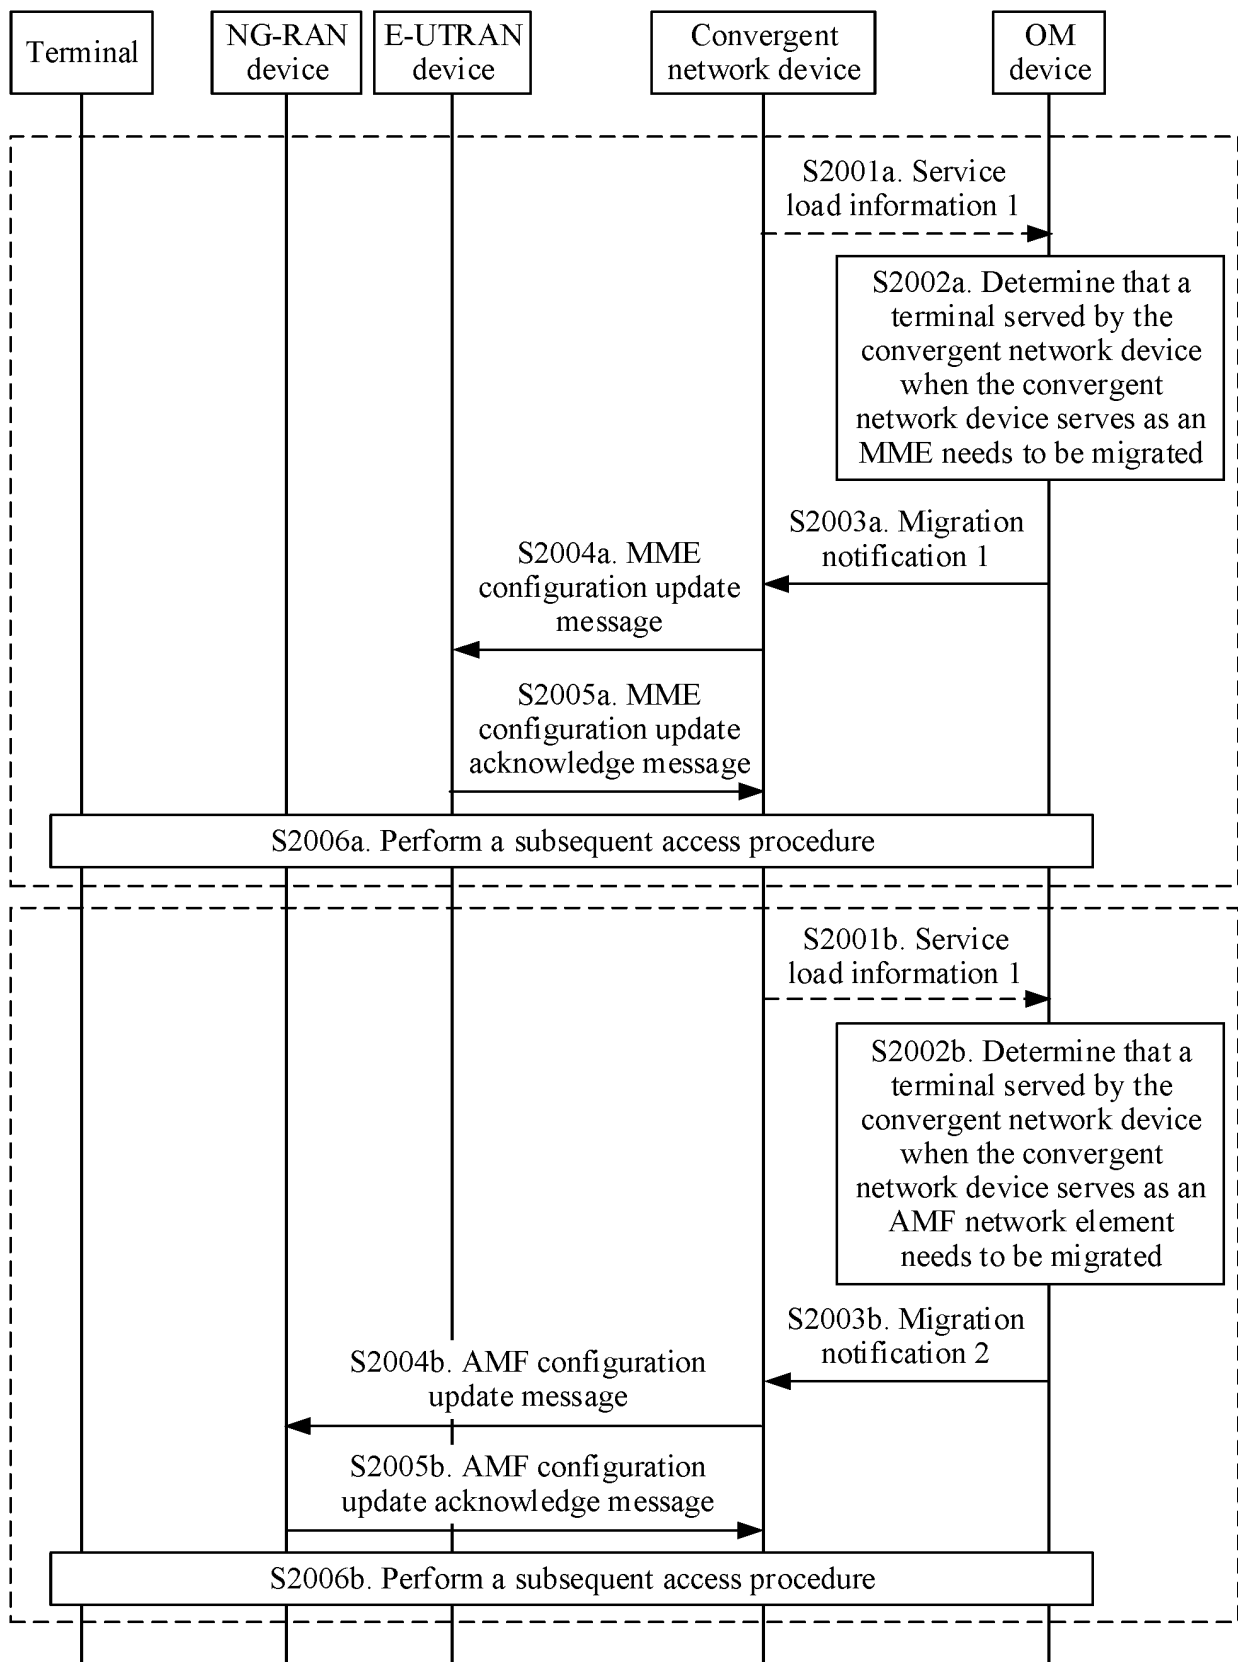 Terminal
NG-RAN
device
E-UTRAN
device
Convergent
network device
OM
device
S2001a. Service
load information 1
S2002a. Determine that a
terminal served by the
convergent network device
when the convergent
network device serves as an
MME needs to be migrated
S2003a. Migration
notification 1
S2004a. MME
configuration update
message
S2005a. MME
configuration update
acknowledge message
S2006a. Perform a subsequent access procedure
S2001b. Service
load information 1
S2002b. Determine that a
terminal served by the
convergent network device
when the convergent
network device serves as an
AMF network element
needs to be migrated
S2003b. Migration
notification 2
S2004b. AMF configuration
update message
S2005b. AMF configuration
update acknowledge message
S2006b. Perform a subsequent access procedure